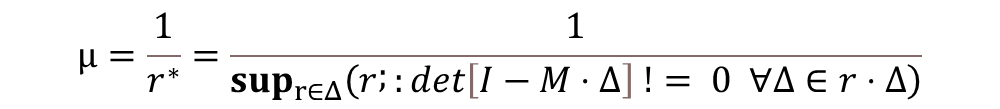 μ = 1/r* = 1/sup_{r∈Δ}(r; : det[I − M · Δ] != 0 ∀Δ ∈ r · Δ)